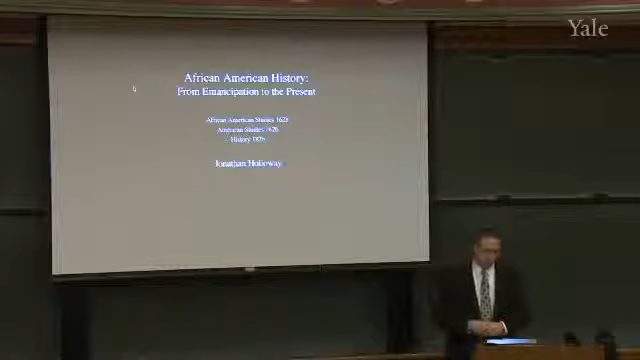 Yale
African American History:
From Emancipation to the Present
African American Studies 162b
American Studies 162b
History 187b
Jonathan Holloway